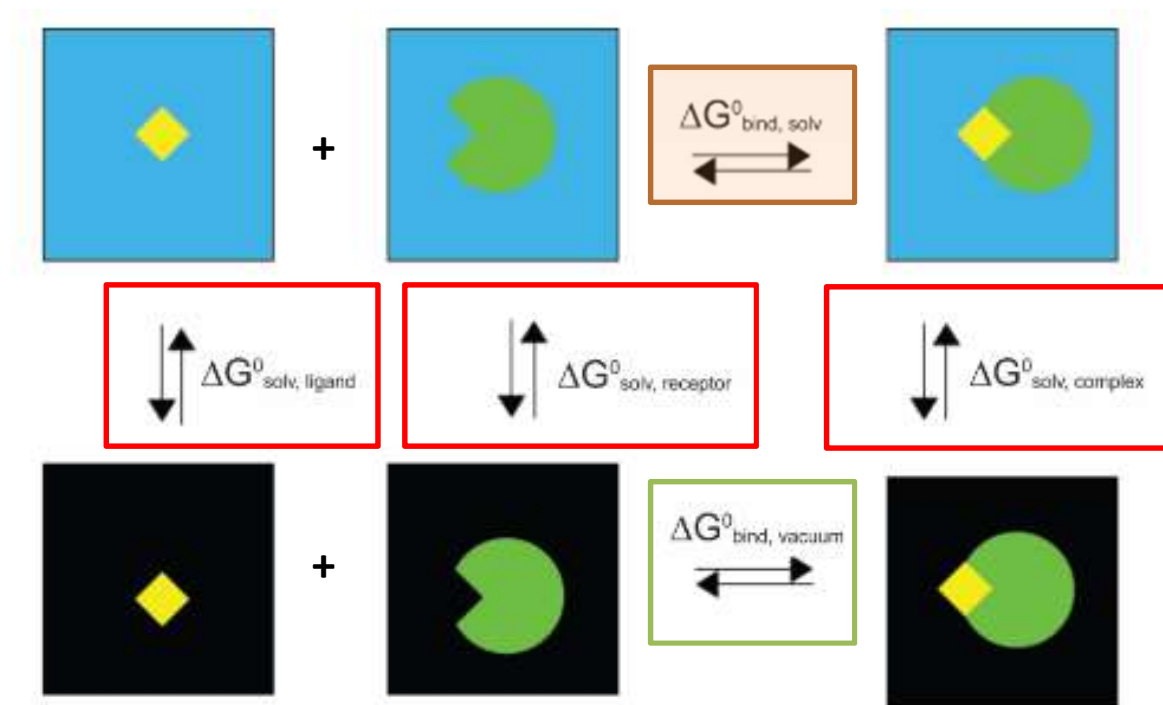 +
ΔG⁰bind, solv
ΔG⁰solv, ligand
ΔG⁰solv, receptor
ΔG⁰solv, complex
+
ΔG⁰bind, vacuum